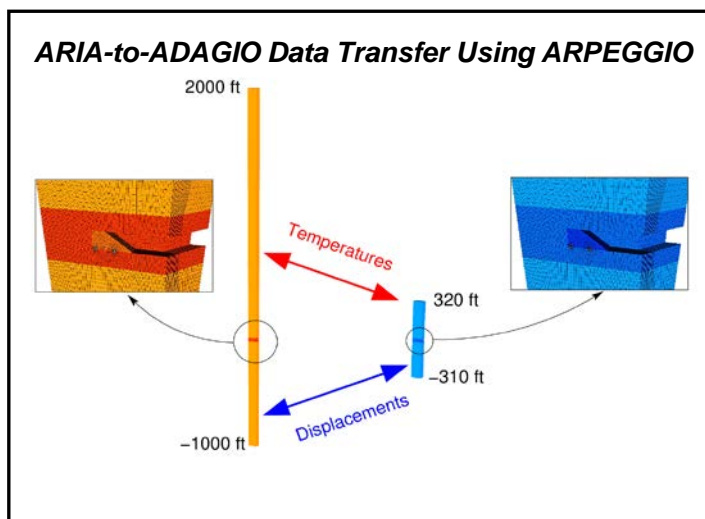 ARIA-to-ADAGIO Data Transfer Using ARPEGGIO
2000 ft
Temperatures
320 ft
−310 ft
Displacements
−1000 ft